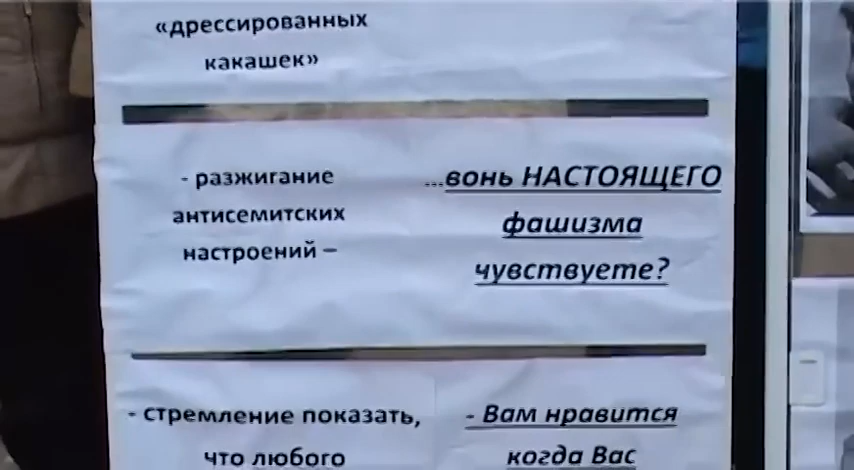 «дрессированных
какашек»
- разжигание
антисемитских
настроений –
...вонь НАСТОЯЩЕГО
фашизма
чувствуете?
- стремление показать,
что любого
- Вам нравится
когда Вас